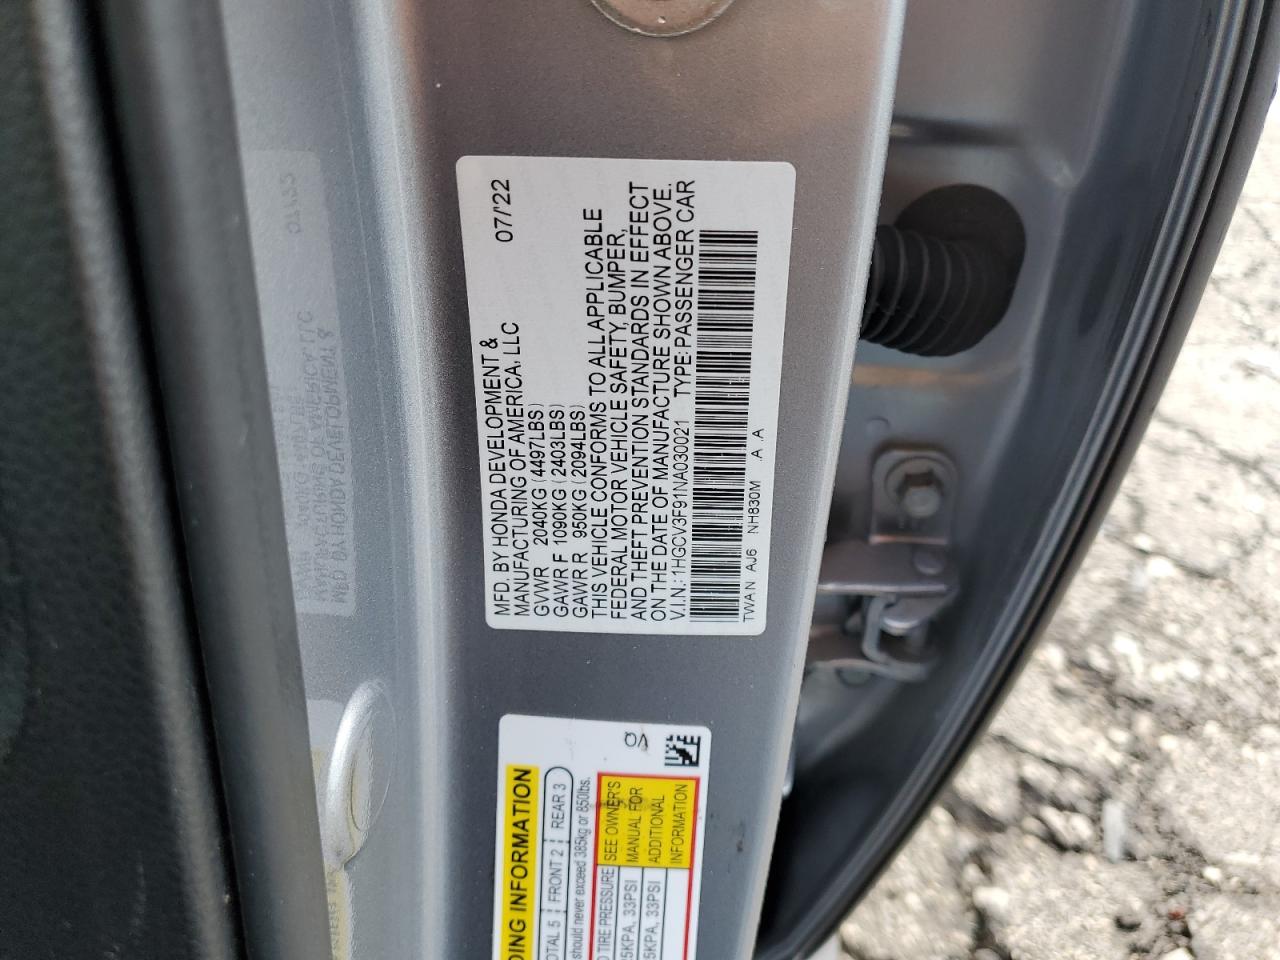 MFD. BY HONDA DEVELOPMENT & 07/'22
MANUFACTURING OF AMERICA, LLC
GVWR 2040KG (4497LBS)
GAWR F 1090KG (2403LBS)
GAWR R 950KG (2094LBS)
THIS VEHICLE CONFORMS TO ALL APPLICABLE
FEDERAL MOTOR VEHICLE SAFETY, BUMPER,
AND THEFT PREVENTION STANDARDS IN EFFECT
ON THE DATE OF MANUFACTURE SHOWN ABOVE.
V.I.N.: 1HGCV3F91NA030021 TYPE: PASSENGER CAR
TWA N AJ6 NH830M .A .A
DING INFORMATION
OTAL 5 FRONT 2 REAR 3
should never exceed 385kg or 850lbs.
TIRE PRESSURE SEE OWNER'S
MANUAL FOR
ADDITIONAL
INFORMATION
5KPA, 33PSI
5KPA, 33PSI